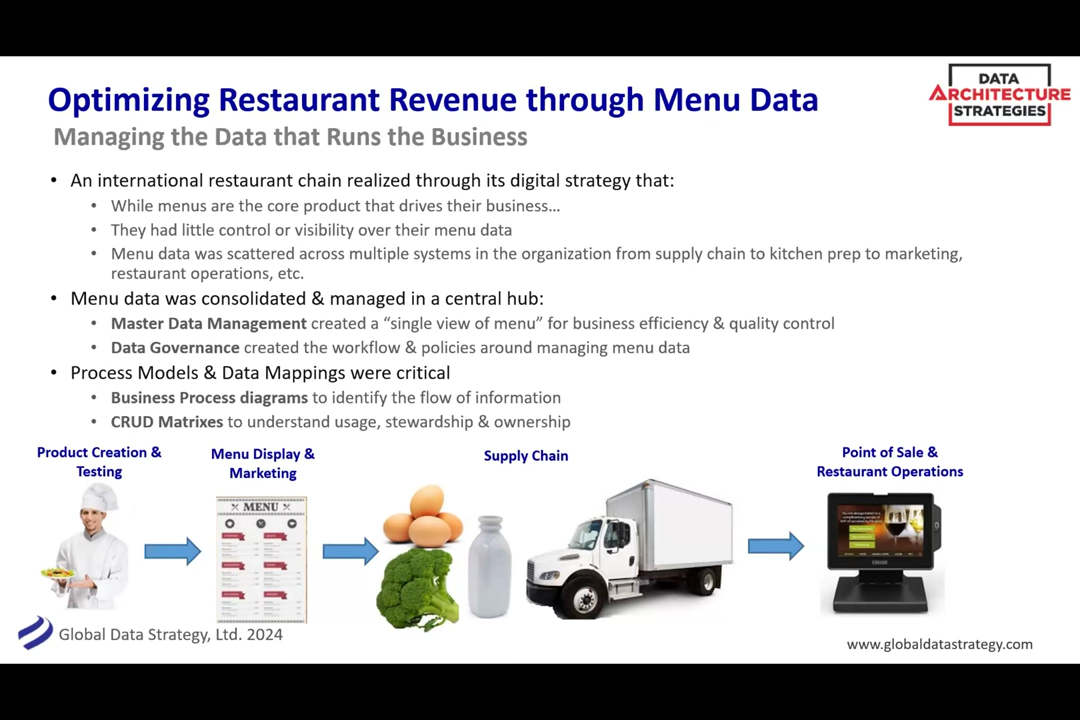 Optimizing Restaurant Revenue through Menu Data
Managing the Data that Runs the Business
DATA
ARCHITECTURE
STRATEGIES
• An international restaurant chain realized through its digital strategy that:
• While menus are the core product that drives their business…
• They had little control or visibility over their menu data
• Menu data was scattered across multiple systems in the organization from supply chain to kitchen prep to marketing,
restaurant operations, etc.
• Menu data was consolidated & managed in a central hub:
• Master Data Management created a “single view of menu” for business efficiency & quality control
• Data Governance created the workflow & policies around managing menu data
• Process Models & Data Mappings were critical
• Business Process diagrams to identify the flow of information
• CRUD Matrixes to understand usage, stewardship & ownership
Product Creation &
Testing
Menu Display &
Marketing
Supply Chain
Point of Sale &
Restaurant Operations
MENU
Global Data Strategy, Ltd. 2024
www.globaldatastrategy.com